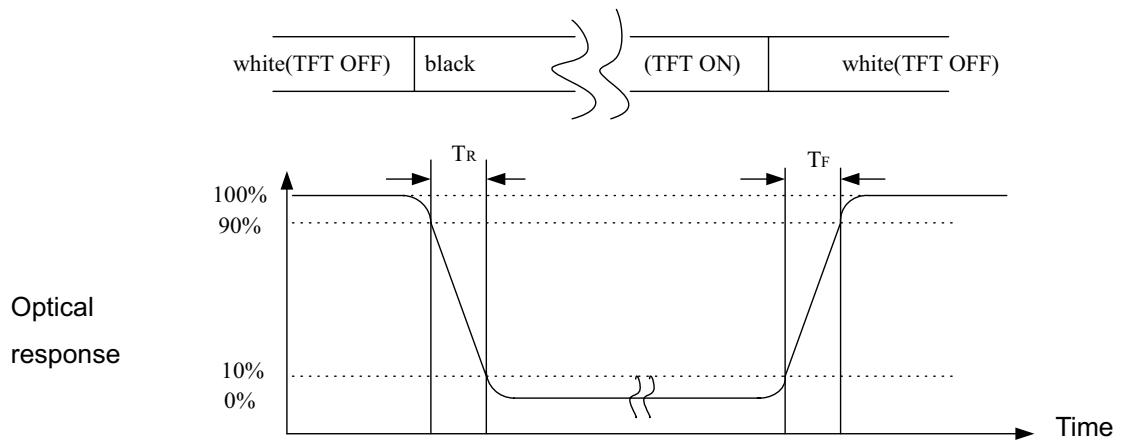 white(TFT OFF) black (TFT ON) white(TFT OFF)
TR TF
100%
90%
Optical
response
10%
0%
Time